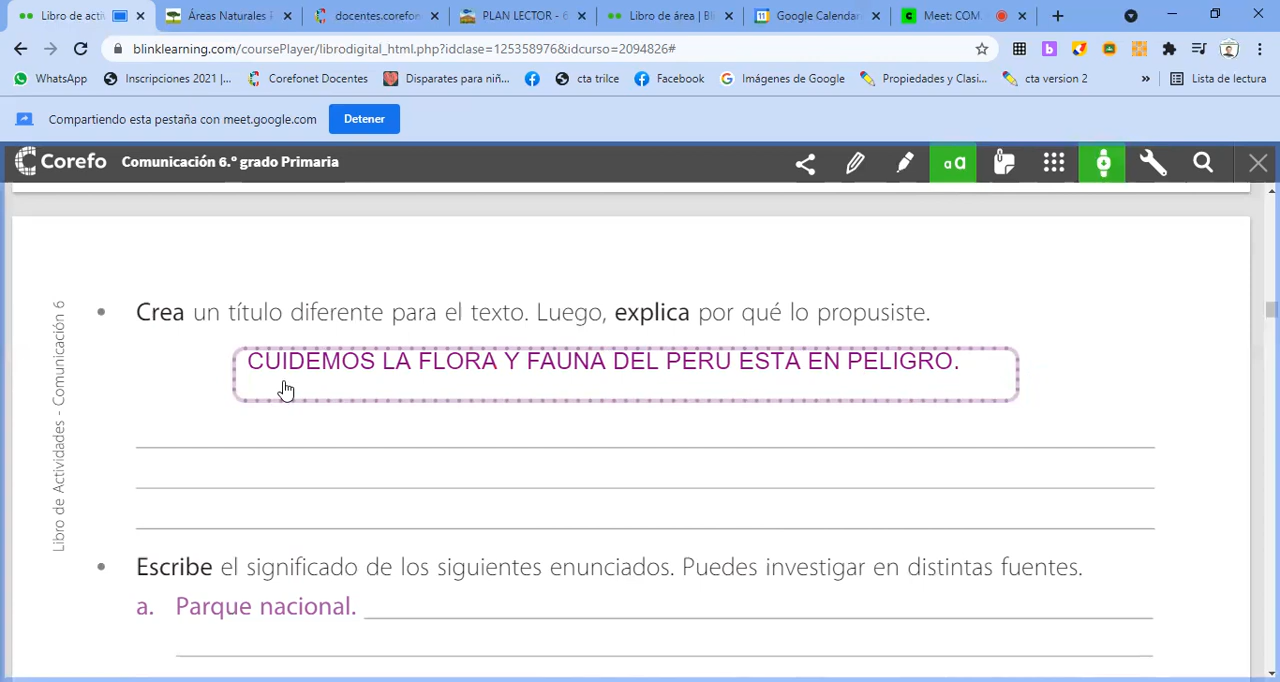 Libro de acti
Áreas Naturales
docentes.corefon
PLAN LECTOR - 6
Libro de área | Bl
Google Calendar
Meet: COM.
blinklearning.com/coursePlayer/librodigital_html.php?idclase=125358976&idcurso=2094826#
WhatsApp
Inscripciones 2021 |...
Corefonet Docentes
Disparates para niñ...
cta trilce
Facebook
Imágenes de Google
Propiedades y Clasi...
cta version 2
»
Lista de lectura
Compartiendo esta pestaña con meet.google.com
Detener
Corefo
Comunicación 6.º grado Primaria
aa
Libro de Actividades - Comunicación 6
• Crea un título diferente para el texto. Luego, explica por qué lo propusiste.
CUIDEMOS LA FLORA Y FAUNA DEL PERU ESTA EN PELIGRO.
• Escribe el significado de los siguientes enunciados. Puedes investigar en distintas fuentes.
a. Parque nacional.